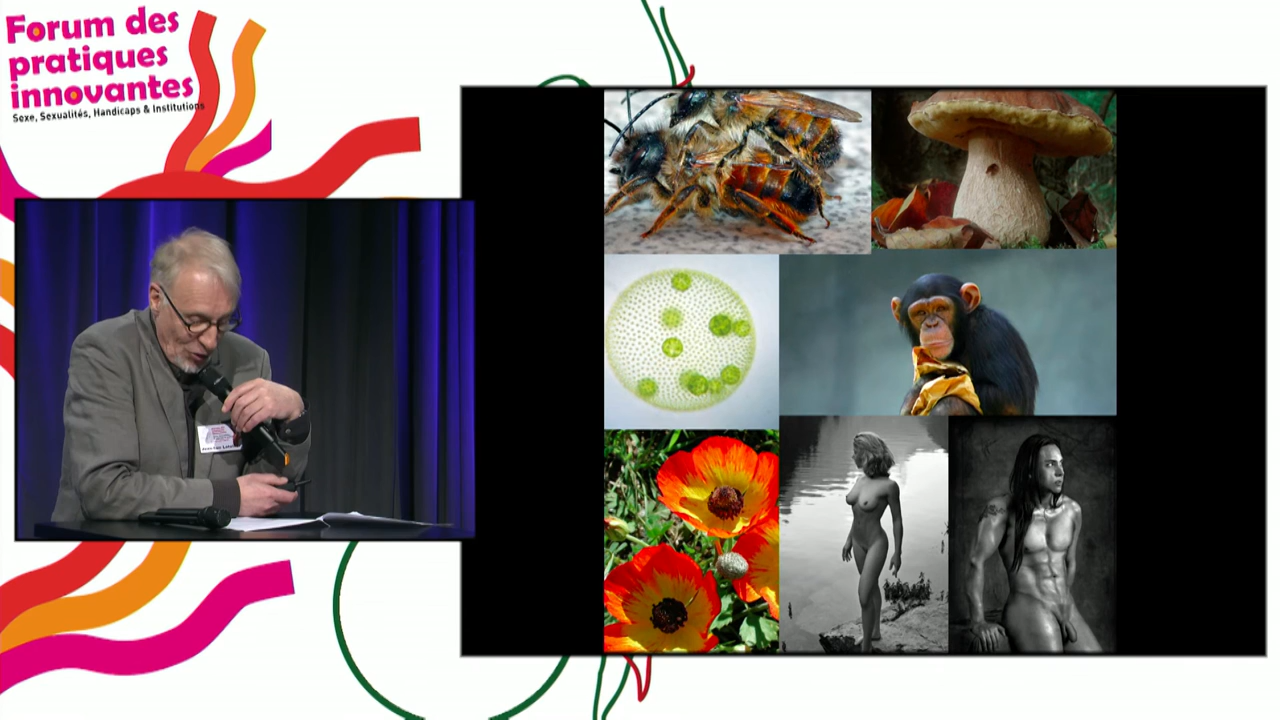 Forum des
pratiques
innovantes
Sexe, Sexualités, Handicaps & Institutions